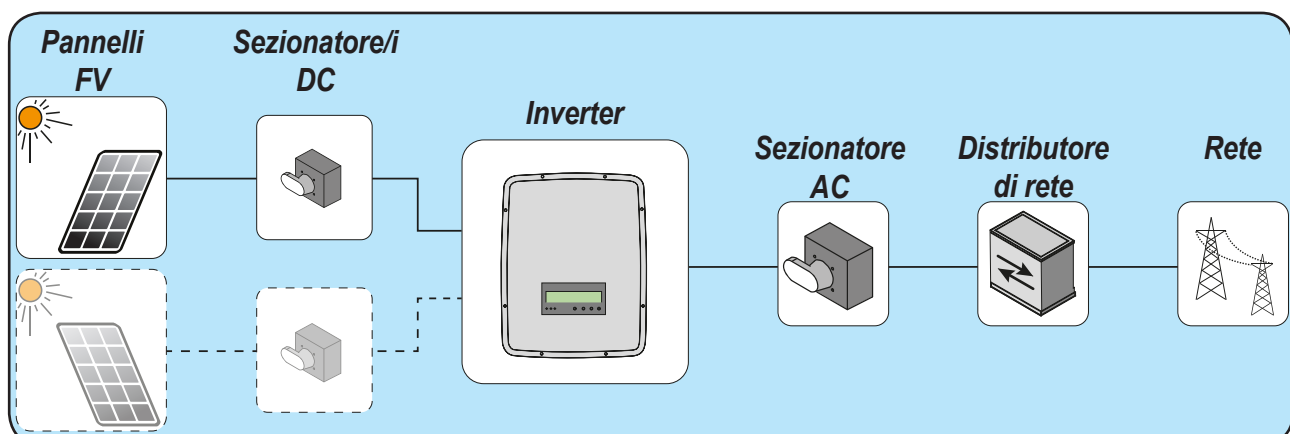 Pannelli
FV
Sezionatore/i
DC
Inverter
Sezionatore
AC
Distributore
di rete
Rete